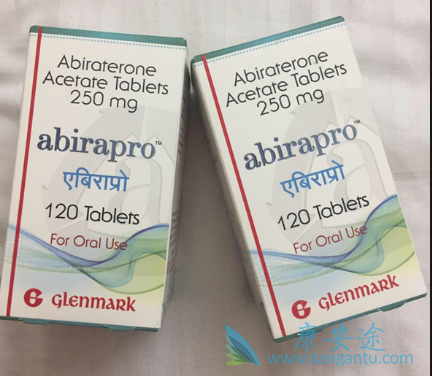 Abiraterone
Acetate Tablets
250 mg
abirapro™
एबिराप्रो
120 Tablets
For Oral Use
G glenmark
Abiraterone
Acetate Tablets
250 mg
abirapro™
एबिराप्रो
120 Tablets
For Oral Use
G glenmark
康安途
www.kangantu.com